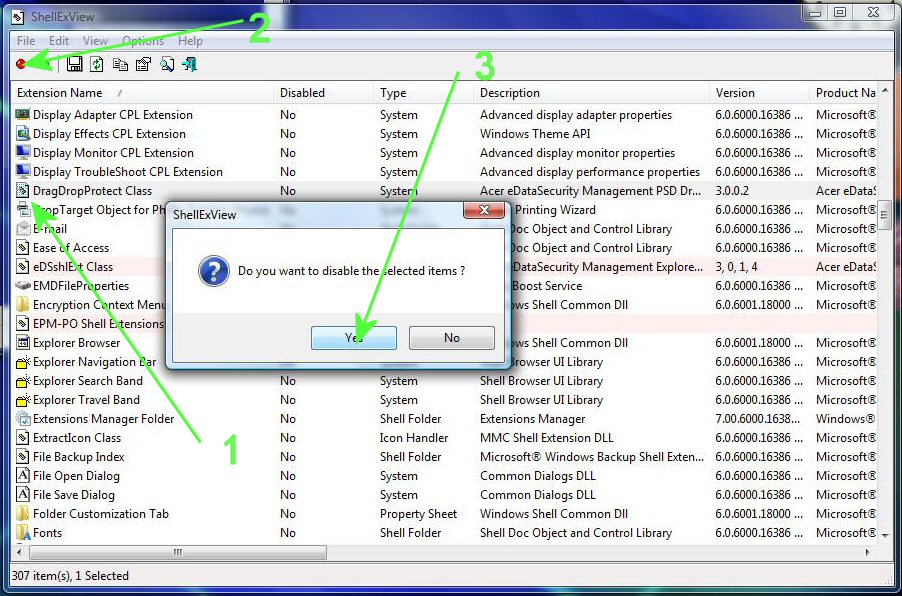 ShellExView
2
File Edit View Options Help
3
Extension Name / Disabled Type Description Version Product Na
Display Adapter CPL Extension No System Advanced display adapter properties 6.0.6000.16386 ... Microsoft®
Display Effects CPL Extension No System Windows Theme API 6.0.6000.16386 ... Microsoft®
Display Monitor CPL Extension No System Advanced display monitor properties 6.0.6000.16386 ... Microsoft®
Display TroubleShoot CPL Extension No System Advanced display performance properties 6.0.6000.16386 ... Microsoft®
DragDropProtect Class No System Acer eDataSecurity Management PSD Dr... 3.0.0.2 Acer eDataS
DropTarget Object for Ph Printing Wizard 6.0.6000.16386 ... Microsoft®
ShellExView
E-mail Doc Object and Control Library 6.0.6000.16386 ... Microsoft®
Ease of Access Doc Object and Control Library 6.0.6000.16386 ... Microsoft®
eDSshlExt Class eDataSecurity Management Explore... 3, 0, 1, 4 Acer eDataS
Do you want to disable the selected items ?
EMDFileProperties Boost Service 6.0.6000.16386 ... Microsoft®
Encryption Context Menu ows Shell Common Dll 6.0.6001.18000 ... Microsoft®
EPM-PO Shell Extensions
Yes No
Explorer Browser ows Shell Common Dll 6.0.6001.18000 ... Microsoft®
Explorer Navigation Bar Browser UI Library 6.0.6000.16386 ... Microsoft®
Explorer Search Band No System Shell Browser UI Library 6.0.6000.16386 ... Microsoft®
Explorer Travel Band No System Shell Browser UI Library 6.0.6000.16386 ... Microsoft®
Extensions Manager Folder No Shell Folder Extensions Manager 7.00.6000.1638... Windows®
ExtractIcon Class No Icon Handler MMC Shell Extension DLL 6.0.6000.16386 ... Microsoft®
1
File Backup Index No Shell Folder Microsoft® Windows Backup Shell Exten... 6.0.6000.16386 ... Microsoft®
File Open Dialog No System Common Dialogs DLL 6.0.6000.16386 ... Microsoft®
File Save Dialog No System Common Dialogs DLL 6.0.6000.16386 ... Microsoft®
Folder Customization Tab No Property Sheet Windows Shell Common Dll 6.0.6001.18000 ... Microsoft®
Fonts No Shell Folder Shell Doc Object and Control Library 6.0.6000.16386 ... Microsoft®
307 item(s), 1 Selected